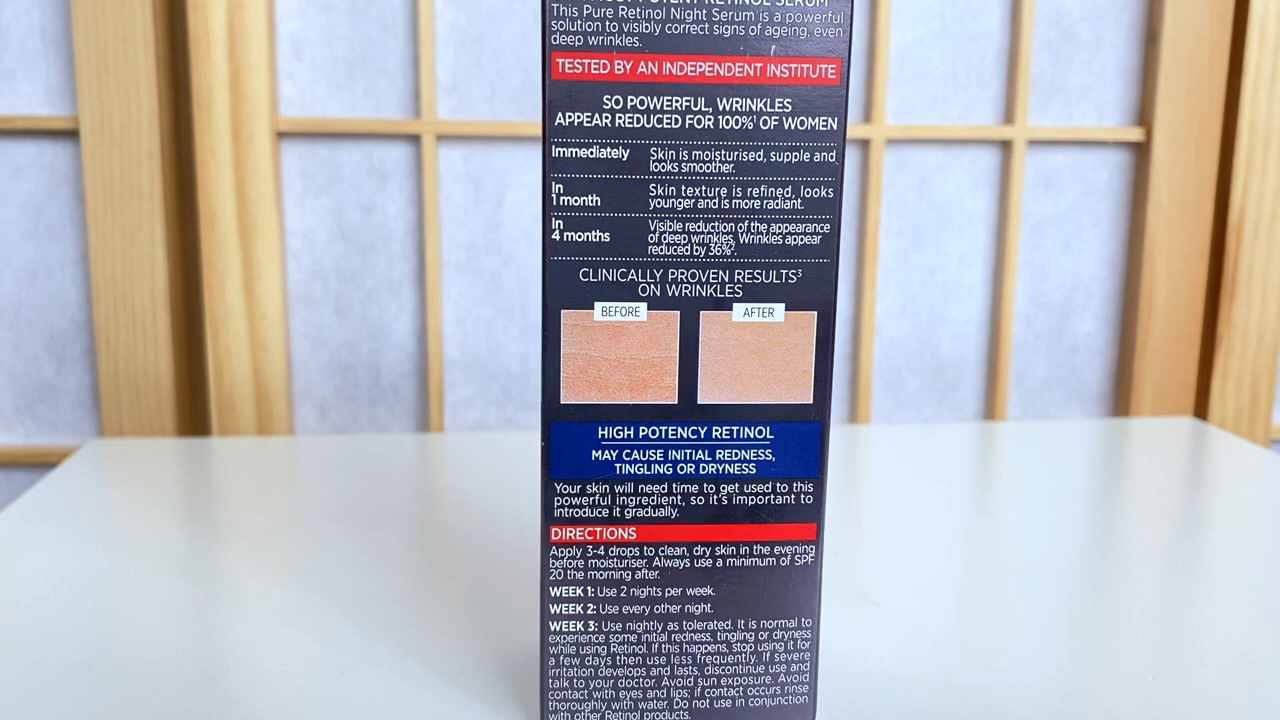 POTENT RETINOL SERUM
This Pure Retinol Night Serum is a powerful
solution to visibly correct signs of ageing, even
deep wrinkles.
TESTED BY AN INDEPENDENT INSTITUTE
SO POWERFUL, WRINKLES
APPEAR REDUCED FOR 100%¹ OF WOMEN
Immediately
Skin is moisturised, supple and
looks smoother.
In
1 month
Skin texture is refined, looks
younger and is more radiant.
In
4 months
Visible reduction of the appearance
of deep wrinkles, Wrinkles appear
reduced by 36%².
CLINICALLY PROVEN RESULTS³
ON WRINKLES
BEFORE
AFTER
HIGH POTENCY RETINOL
MAY CAUSE INITIAL REDNESS,
TINGLING OR DRYNESS
Your skin will need time to get used to this
powerful ingredient, so it's important to
introduce it gradually.
DIRECTIONS
Apply 3-4 drops to clean, dry skin in the evening
before moisturiser. Always use a minimum of SPF
20 the morning after.
WEEK 1: Use 2 nights per week.
WEEK 2: Use every other night.
WEEK 3: Use nightly as tolerated. It is normal to
experience some initial redness, tingling or dryness
while using Retinol. If this happens, stop using it for
a few days then use less frequently. If severe
irritation develops and lasts, discontinue use and
talk to your doctor. Avoid sun exposure. Avoid
contact with eyes and lips; if contact occurs rinse
thoroughly with water. Do not use in conjunction
with other Retinol products.